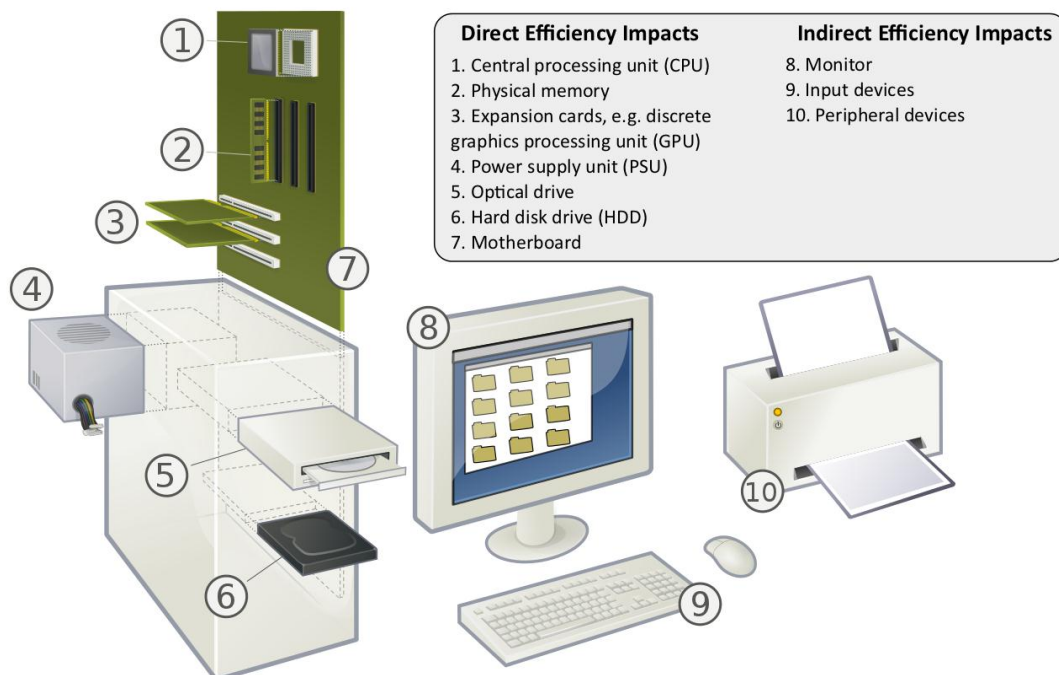 Direct Efficiency Impacts
1. Central processing unit (CPU)
2. Physical memory
3. Expansion cards, e.g. discrete
graphics processing unit (GPU)
4. Power supply unit (PSU)
5. Optical drive
6. Hard disk drive (HDD)
7. Motherboard
Indirect Efficiency Impacts
8. Monitor
9. Input devices
10. Peripheral devices
1
2
3
4
5
6
7
8
9
10